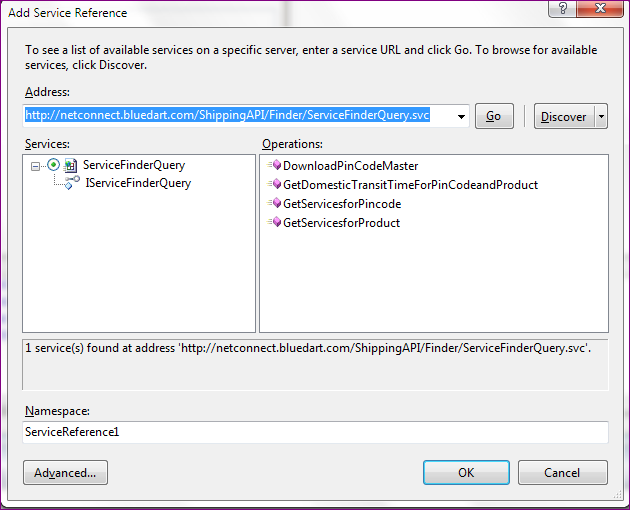 Add Service Reference
To see a list of available services on a specific server, enter a service URL and click Go. To browse for available
services, click Discover.
Address:
http://netconnect.bluedart.com/ShippingAPI/Finder/ServiceFinderQuery.svc
Go
Discover
Services:
Operations:
ServiceFinderQuery
IServiceFinderQuery
DownloadPinCodeMaster
GetDomesticTransitTimeForPinCodeandProduct
GetServicesforPincode
GetServicesforProduct
1 service(s) found at address 'http://netconnect.bluedart.com/ShippingAPI/Finder/ServiceFinderQuery.svc'.
Namespace:
ServiceReference1
Advanced...
OK
Cancel